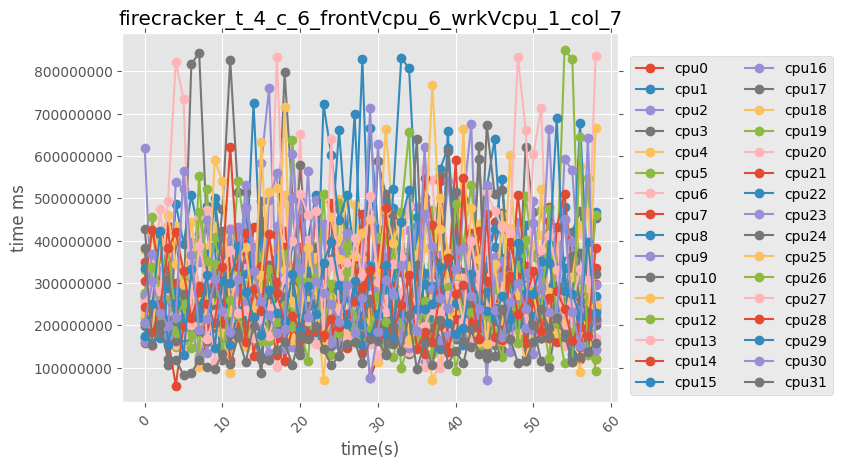 firecracker_t_4_c_6_frontVcpu_6_wrkVcpu_1_col_7
time ms
800000000
700000000
600000000
500000000
400000000
300000000
200000000
100000000
0 10 20 30 40 50 60
time(s)
cpu0 cpu16
cpu1 cpu17
cpu2 cpu18
cpu3 cpu19
cpu4 cpu20
cpu5 cpu21
cpu6 cpu22
cpu7 cpu23
cpu8 cpu24
cpu9 cpu25
cpu10 cpu26
cpu11 cpu27
cpu12 cpu28
cpu13 cpu29
cpu14 cpu30
cpu15 cpu31